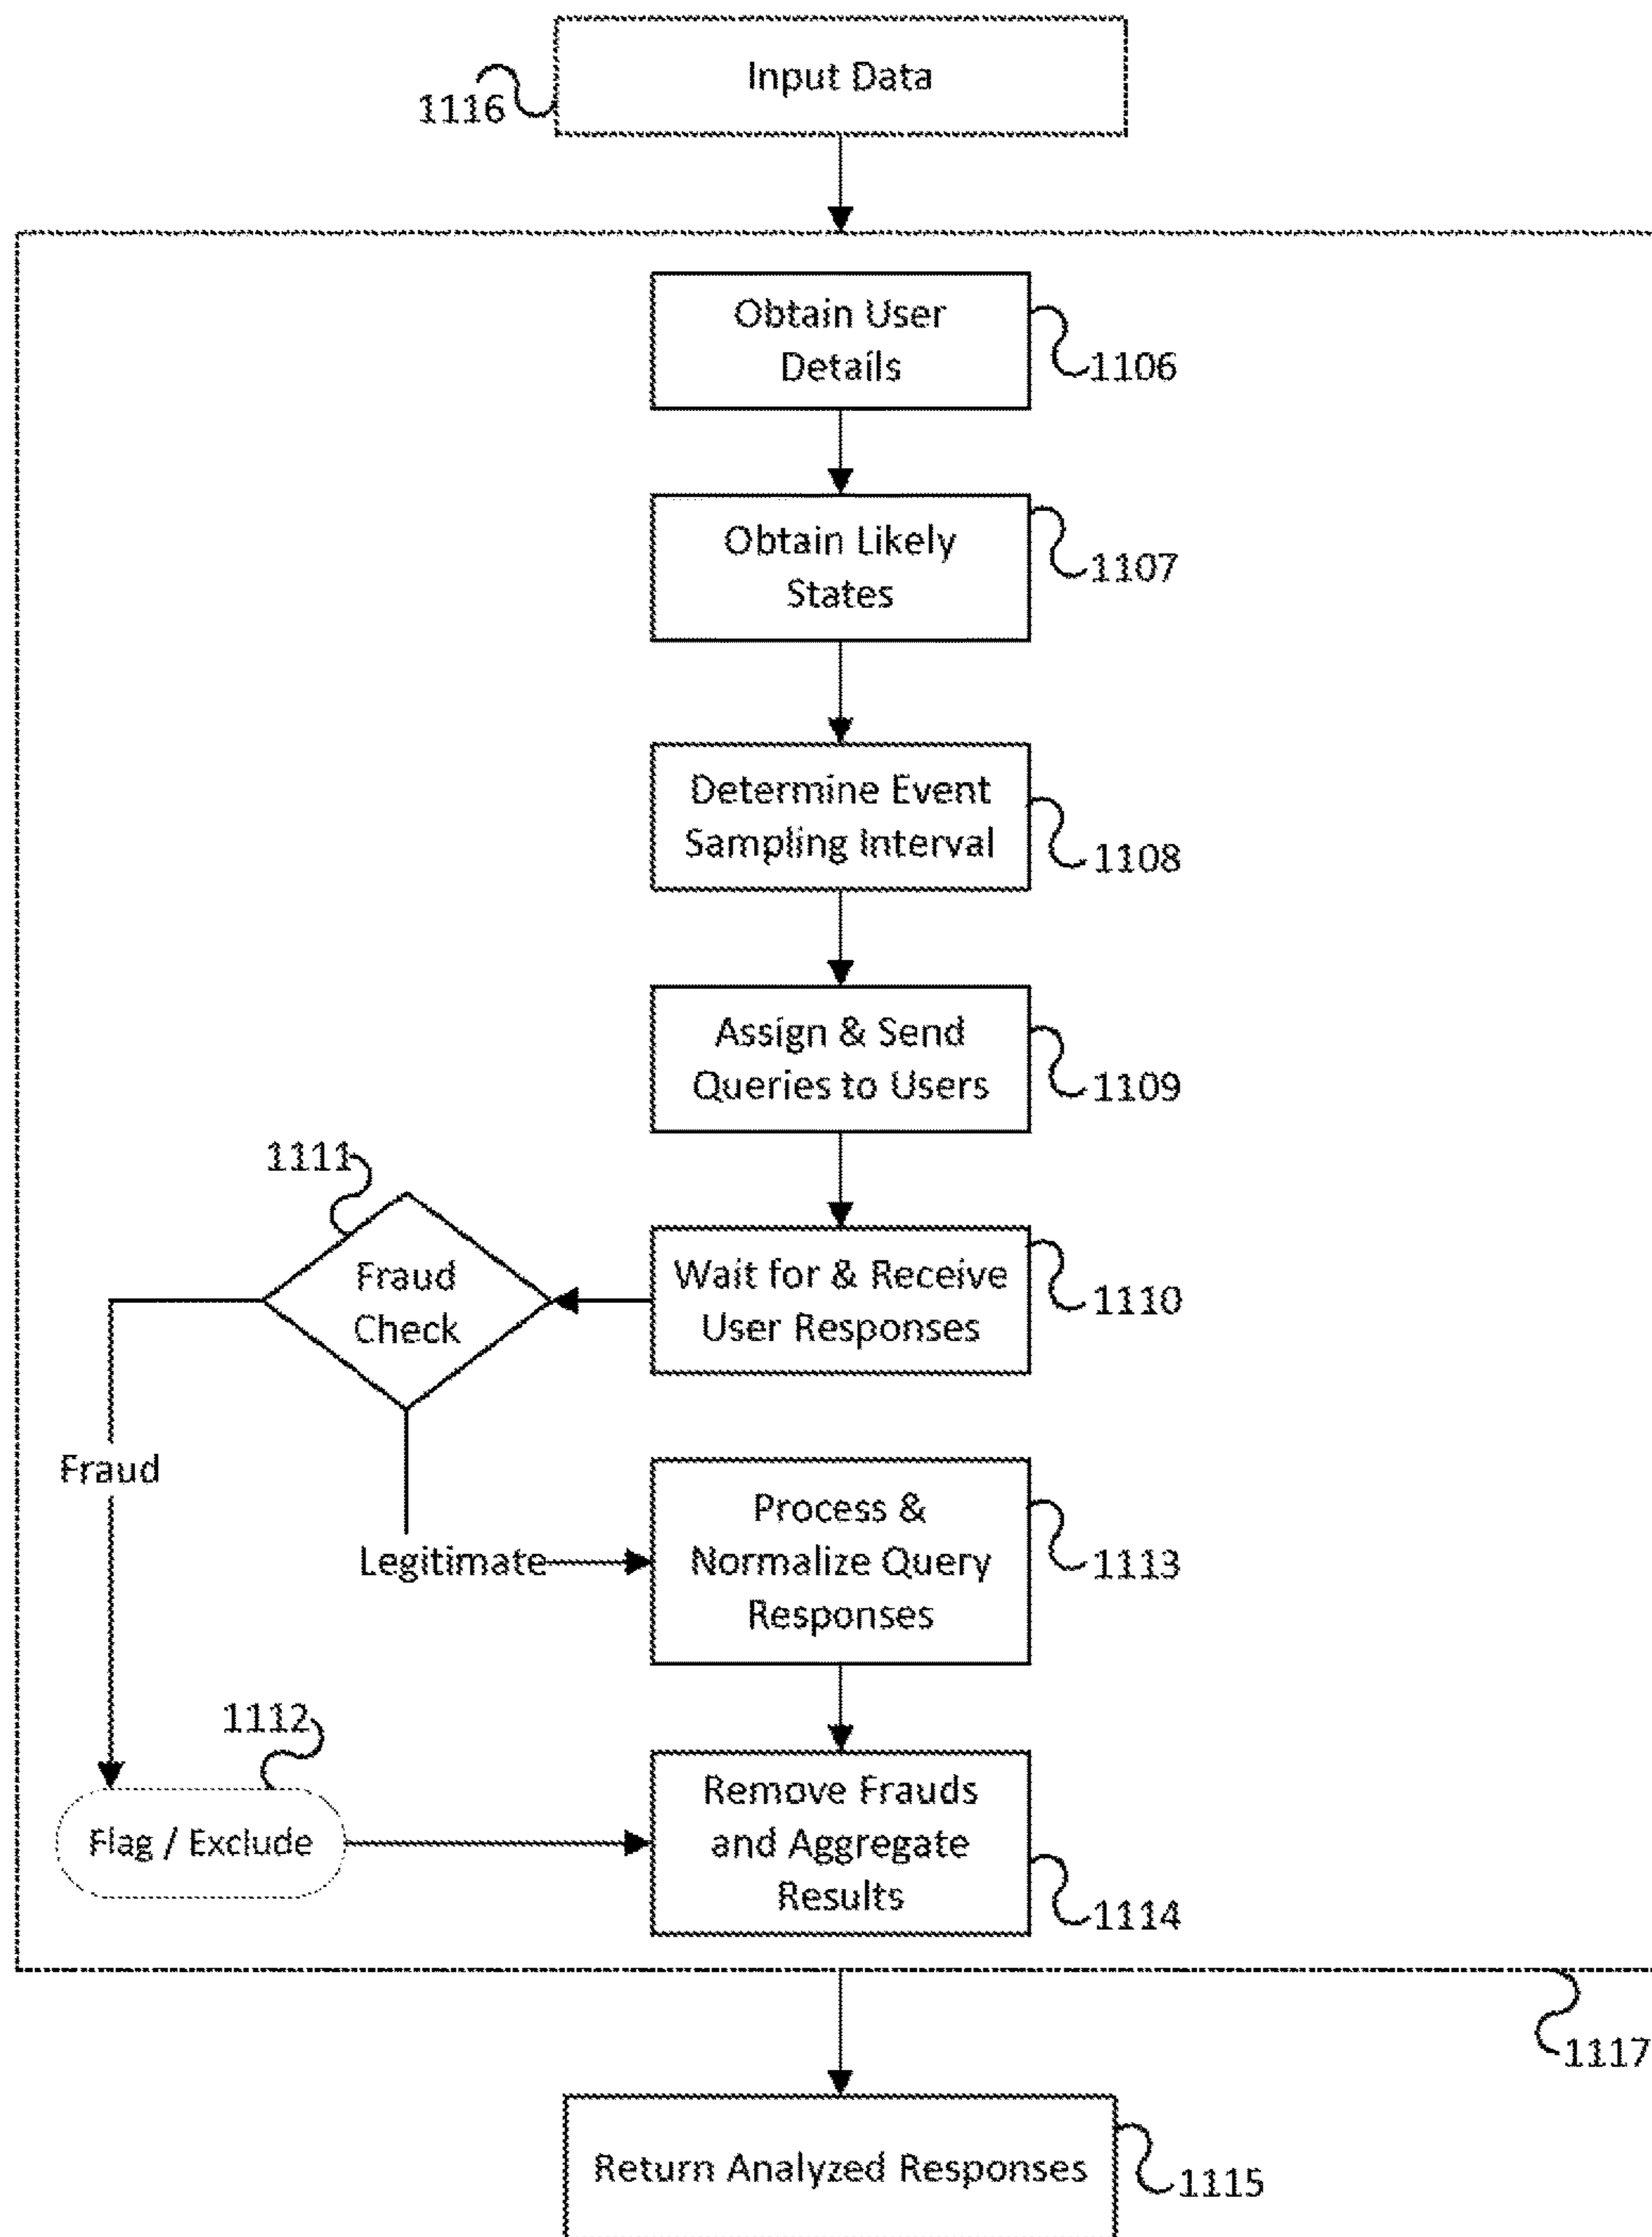 Input Data
1116
Obtain User
Details
1106
Obtain Likely
States
1107
Determine Event
Sampling Interval
1108
Assign & Send
Queries to Users
1109
1111
Fraud
Check
Wait for & Receive
User Responses
1110
Fraud
Legitimate
Process &
Normalize Query
Responses
1113
1112
Flag / Exclude
Remove Frauds
and Aggregate
Results
1114
1117
Return Analyzed Responses
1115